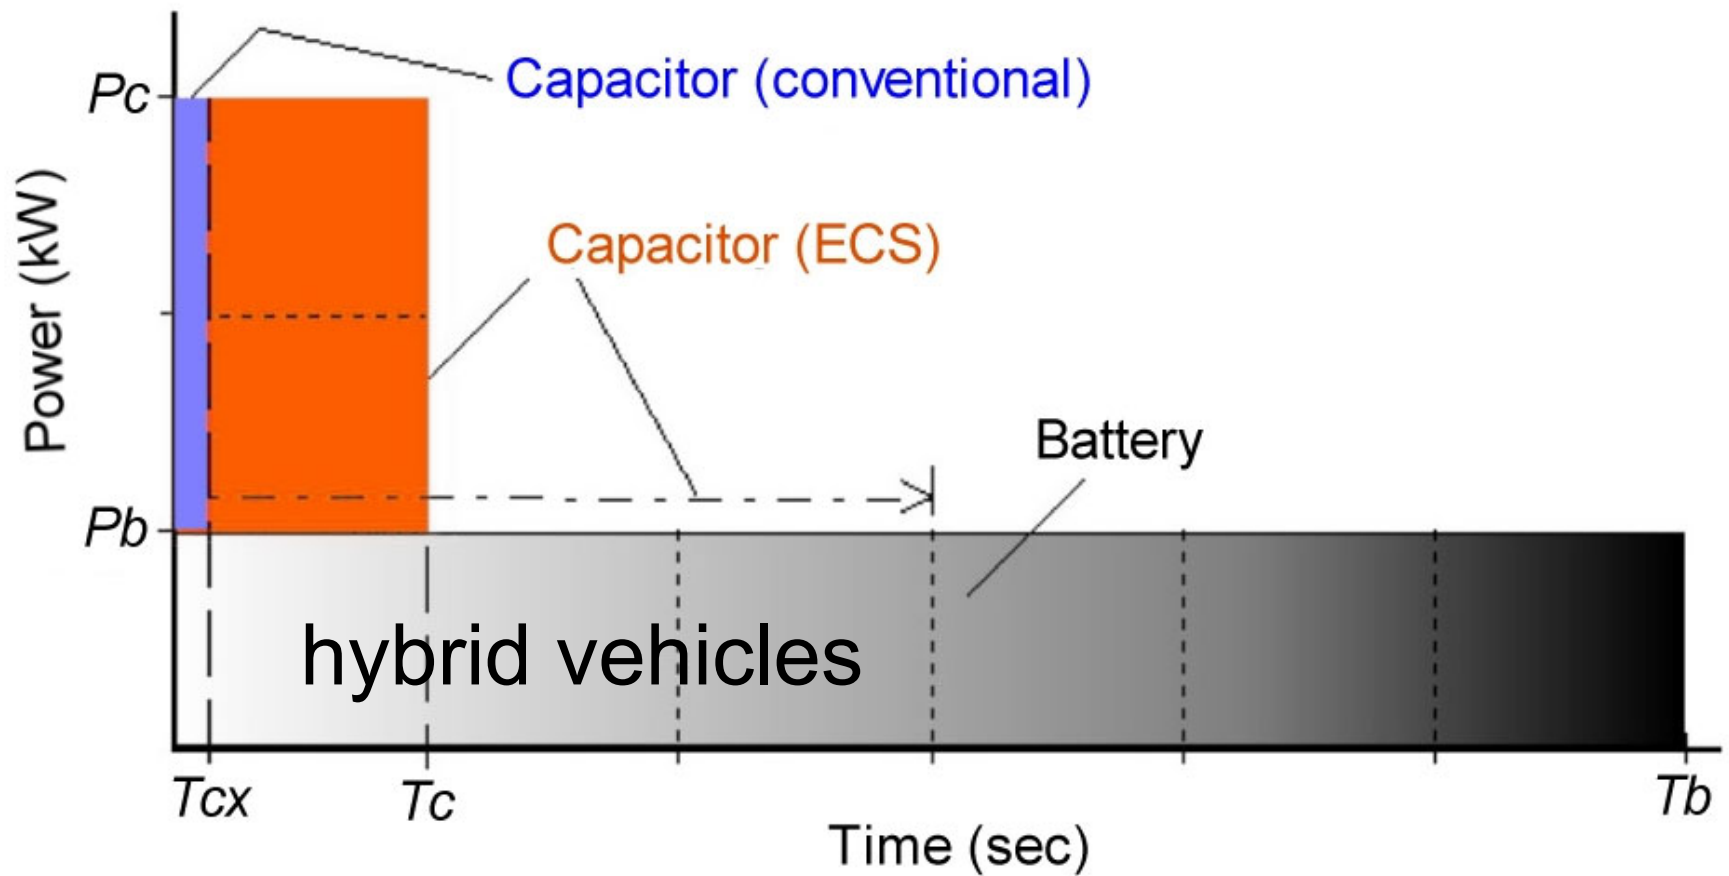 Capacitor (conventional)
Pc
Power (kW)
Capacitor (ECS)
Battery
Pb
hybrid vehicles
Tcx
Tc
Tb
Time (sec)